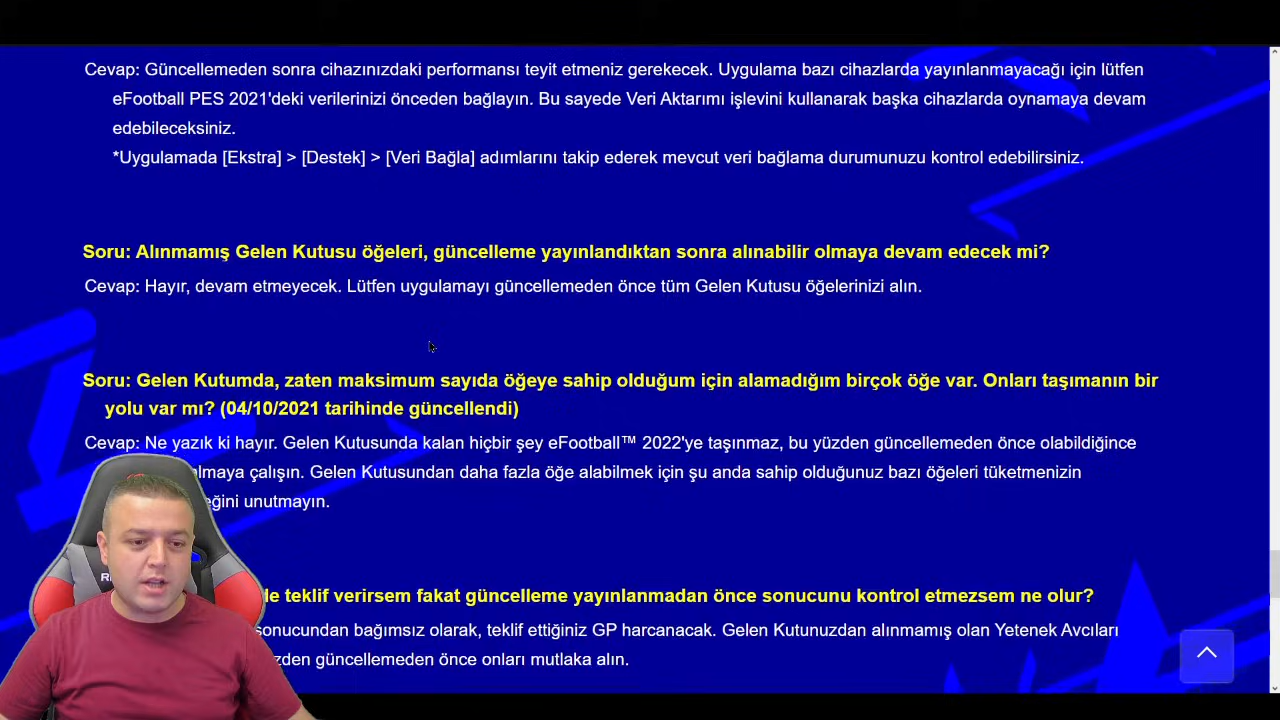 Cevap: Güncellemeden sonra cihazınızdaki performansı teyit etmeniz gerekecek. Uygulama bazı cihazlarda yayınlanmayacağı için lütfen
eFootball PES 2021'deki verilerinizi önceden bağlayın. Bu sayede Veri Aktarımı işlevini kullanarak başka cihazlarda oynamaya devam
edebileceksiniz.
*Uygulamada [Ekstra] > [Destek] > [Veri Bağla] adımlarını takip ederek mevcut veri bağlama durumunuzu kontrol edebilirsiniz.
Soru: Alınmamış Gelen Kutusu öğeleri, güncelleme yayınlandıktan sonra alınabilir olmaya devam edecek mi?
Cevap: Hayır, devam etmeyecek. Lütfen uygulamayı güncellemeden önce tüm Gelen Kutusu öğelerinizi alın.
Soru: Gelen Kutumda, zaten maksimum sayıda öğeye sahip olduğum için alamadığım birçok öğe var. Onları taşımanın bir
yolu var mı? (04/10/2021 tarihinde güncellendi)
Cevap: Ne yazık ki hayır. Gelen Kutusunda kalan hiçbir şey eFootball™ 2022'ye taşınmaz, bu yüzden güncellemeden önce olabildiğince
almaya çalışın. Gelen Kutusundan daha fazla öğe alabilmek için şu anda sahip olduğunuz bazı öğeleri tüketmenizin
unutmayın.
teklif verirsem fakat güncelleme yayınlanmadan önce sonucunu kontrol etmezsem ne olur?
sonucundan bağımsız olarak, teklif ettiğiniz GP harcanacak. Gelen Kutunuzdan alınmamış olan Yetenek Avcıları
güncellemeden önce onları mutlaka alın.